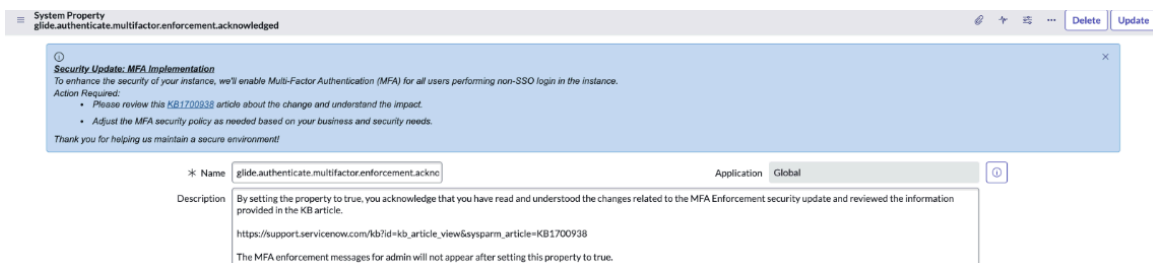 System Property
glide.authenticate.multifactor.enforcement.acknowledged
Delete
Update
Security Update: MFA Implementation
To enhance the security of your instance, we'll enable Multi-Factor Authentication (MFA) for all users performing non-SSO login in the instance.
Action Required:
• Please review this KB1700938 article about the change and understand the impact.
• Adjust the MFA security policy as needed based on your business and security needs.
Thank you for helping us maintain a secure environment!
Name
glide.authenticate.multifactor.enforcement.ackno
Application
Global
Description
By setting the property to true, you acknowledge that you have read and understood the changes related to the MFA Enforcement security update and reviewed the information
provided in the KB article.
https://support.servicenow.com/kb?id=kb_article_view&sysparm_article=KB1700938
The MFA enforcement messages for admin will not appear after setting this property to true.